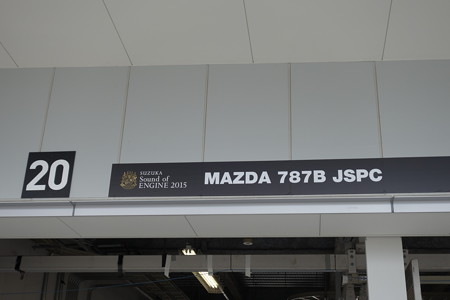 20
SUZUKA
Sound of
ENGINE 2015
MAZDA 787B JSPC